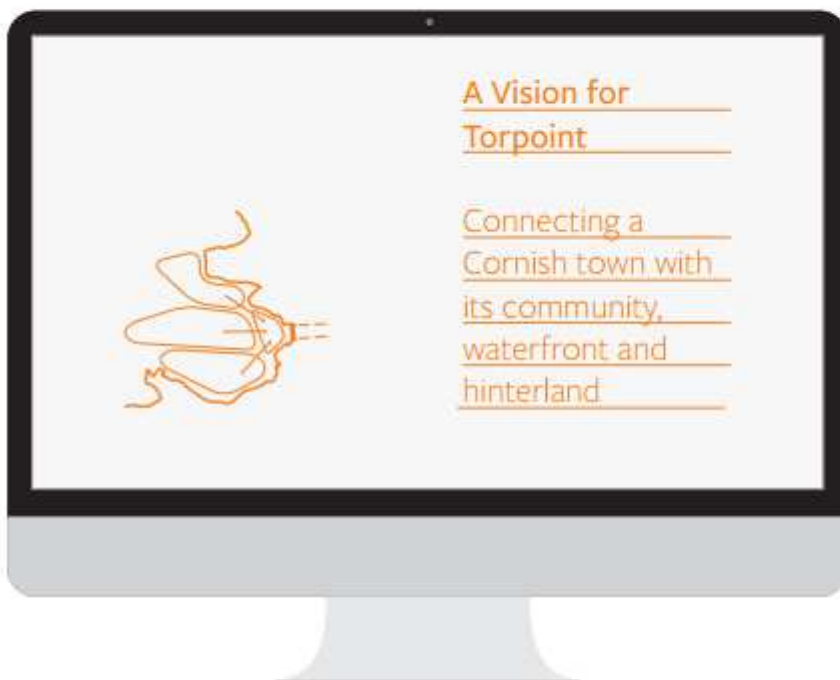 A Vision for
Torpoint
Connecting a
Cornish town with
its community,
waterfront and
hinterland